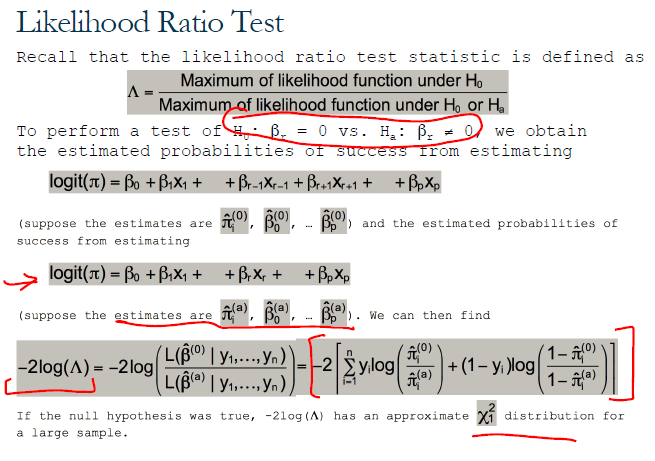 Likelihood Ratio Test
Recall that the likelihood ratio test statistic is defined as
Λ = Maximum of likelihood function under H₀ / Maximum of likelihood function under H₀ or Hₐ
To perform a test of H₀: βᵣ = 0 vs. Hₐ: βᵣ ≠ 0, we obtain
the estimated probabilities of success from estimating
logit(π) = β₀ + β₁x₁ + + βᵣ₋₁xᵣ₋₁ + βᵣ₊₁xᵣ₊₁ + + βₚxₚ
(suppose the estimates are π̂ᵢ⁽⁰⁾, β̂₀⁽⁰⁾, … β̂ₚ⁽⁰⁾) and the estimated probabilities of
success from estimating
logit(π) = β₀ + β₁x₁ + + βᵣxᵣ + + βₚxₚ
(suppose the estimates are π̂ᵢ⁽ᵃ⁾, β̂₀⁽ᵃ⁾, … β̂ₚ⁽ᵃ⁾). We can then find
-2log(Λ) = -2log( L(β̂⁽⁰⁾ | y₁,…,yₙ) / L(β̂⁽ᵃ⁾ | y₁,…,yₙ) ) = -2[ Σᵢ₌₁ⁿ yᵢlog( π̂ᵢ⁽⁰⁾ / π̂ᵢ⁽ᵃ⁾ ) + (1 - yᵢ)log( (1 - π̂ᵢ⁽⁰⁾) / (1 - π̂ᵢ⁽ᵃ⁾) ) ]
If the null hypothesis was true, -2log(Λ) has an approximate χ₁² distribution for
a large sample.